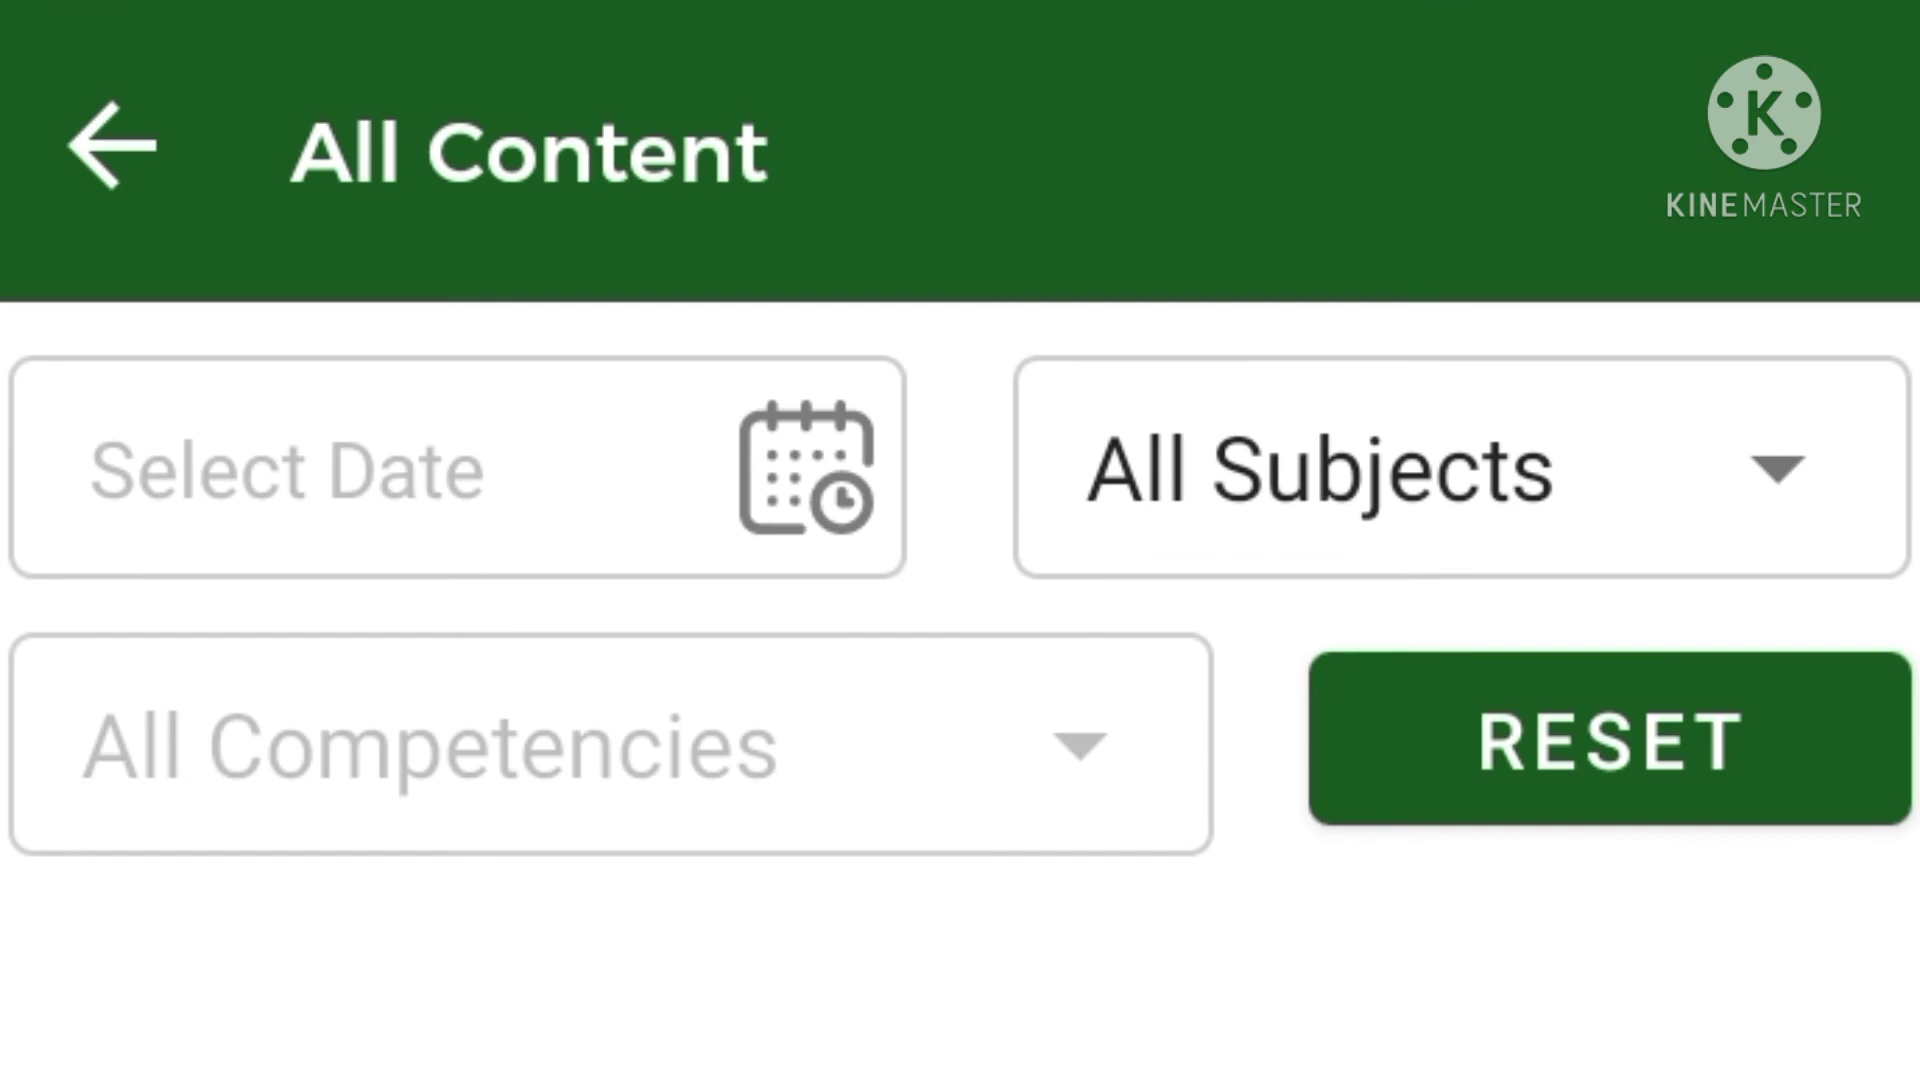 All Content
K
KINEMASTER
Select Date
All Subjects
All Competencies
RESET